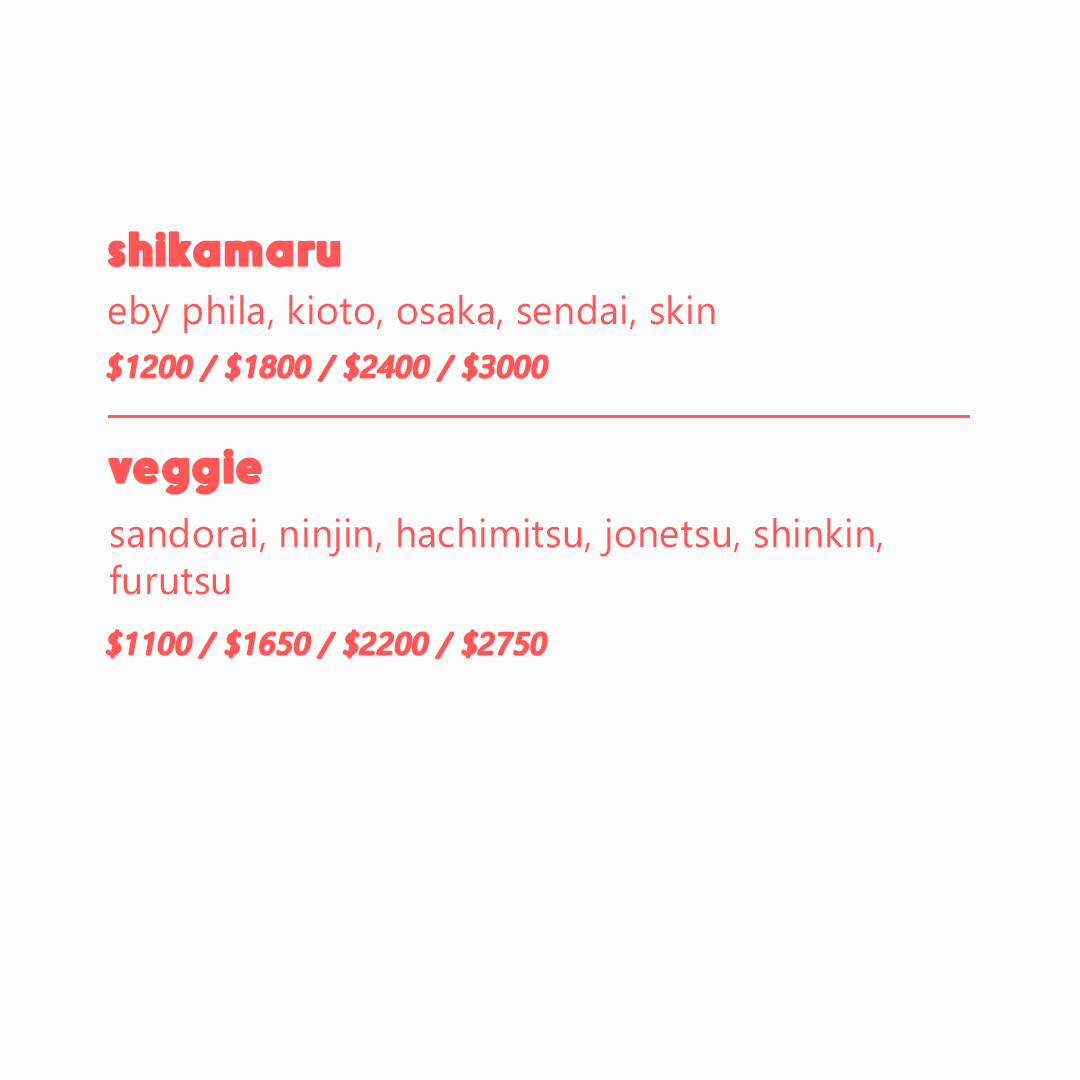 shikamaru
eby phila, kioto, osaka, sendai, skin
$1200 / $1800 / $2400 / $3000
veggie
sandorai, ninjin, hachimitsu, jonetsu, shinkin,
furutsu
$1100 / $1650 / $2200 / $2750